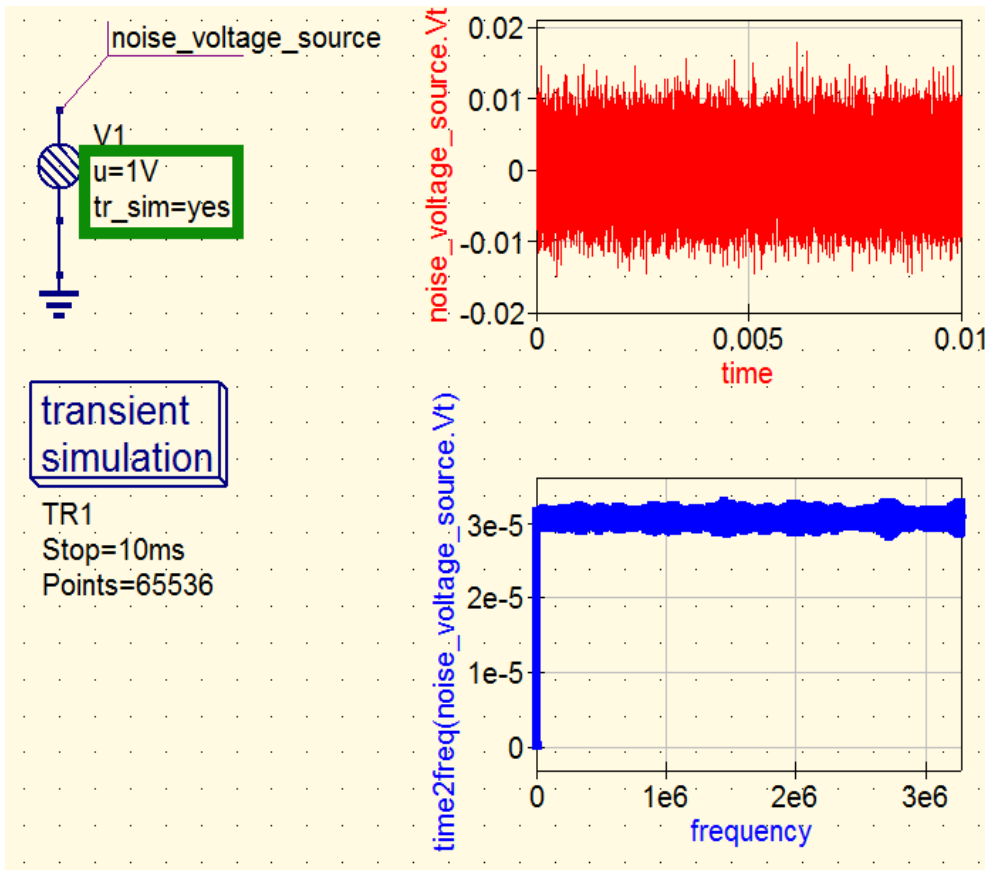 noise_voltage_source
V1
u=1V
tr_sim=yes
transient
simulation
TR1
Stop=10ms
Points=65536
noise_voltage_source.Vt
0.02
0.01
0
-0.01
-0.02
0
0.005
0.01
time
time2freq(noise_voltage_source.Vt)
3e-5
2e-5
1e-5
0
0
1e6
2e6
3e6
frequency